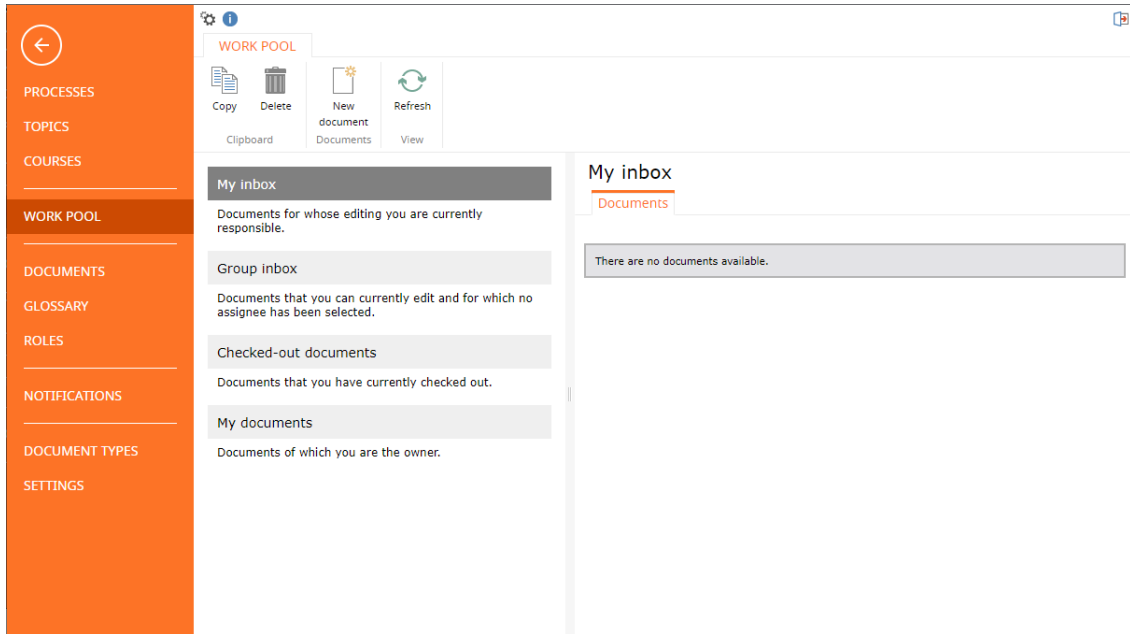 PROCESSES
TOPICS
COURSES
WORK POOL
DOCUMENTS
GLOSSARY
ROLES
NOTIFICATIONS
DOCUMENT TYPES
SETTINGS
WORK POOL
Copy
Delete
New
document
Refresh
Clipboard
Documents
View
My inbox
Documents for whose editing you are currently
responsible.
Group inbox
Documents that you can currently edit and for which no
assignee has been selected.
Checked-out documents
Documents that you have currently checked out.
My documents
Documents of which you are the owner.
My inbox
Documents
There are no documents available.